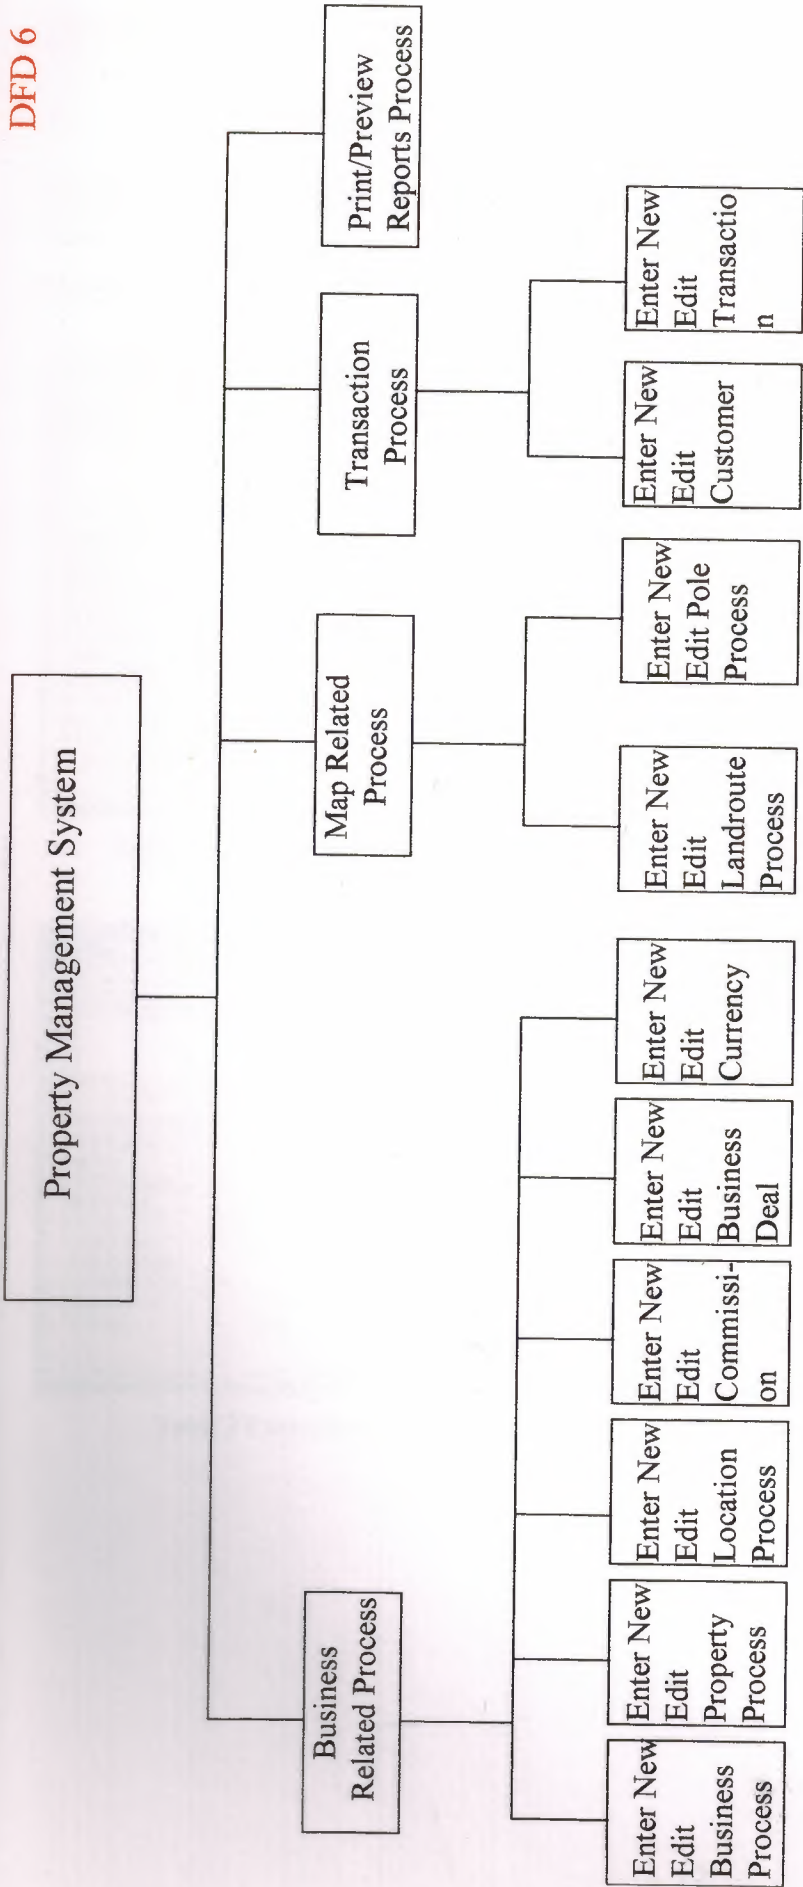 DFD 6
Property Management System
Business
Related Process
Map Related
Process
Transaction
Process
Print/Preview
Reports Process
Enter New
Edit
Business
Process
Enter New
Edit
Property
Process
Enter New
Edit
Location
Process
Enter New
Edit
Commissi-
on
Enter New
Edit
Business
Deal
Enter New
Edit
Currency
Enter New
Edit
Landroute
Process
Enter New
Edit Pole
Process
Enter New
Edit
Customer
Enter New
Edit
Transactio
n